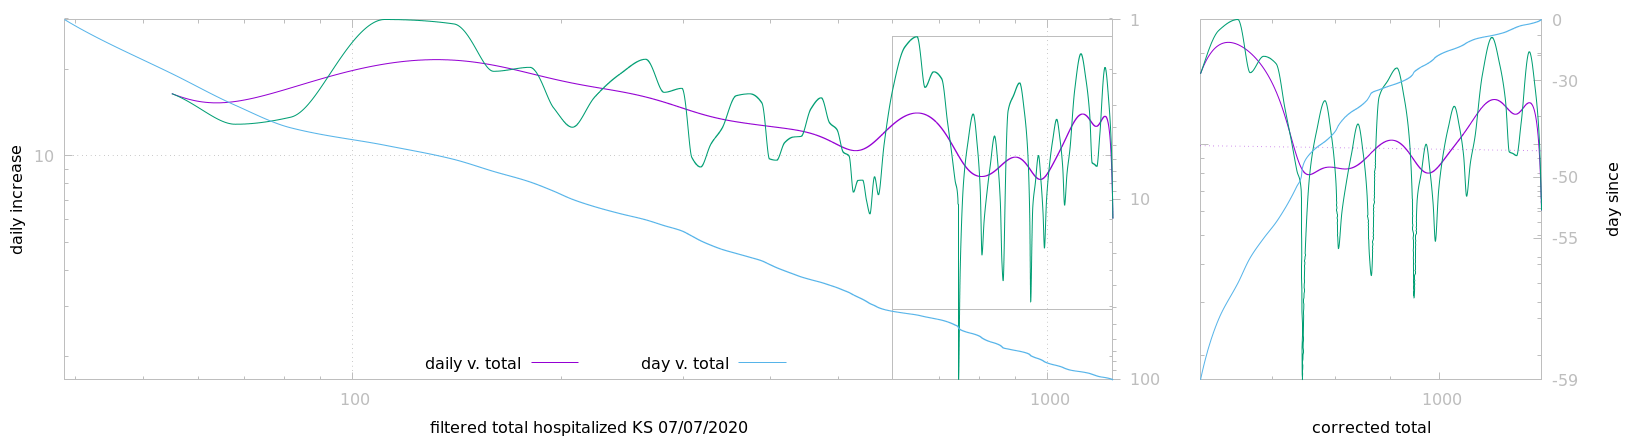 daily increase
10
daily v. total
day v. total
100
1000
1
10
100
filtered total hospitalized KS 07/07/2020
0
-30
-50
-55
-59
day since
1000
corrected total